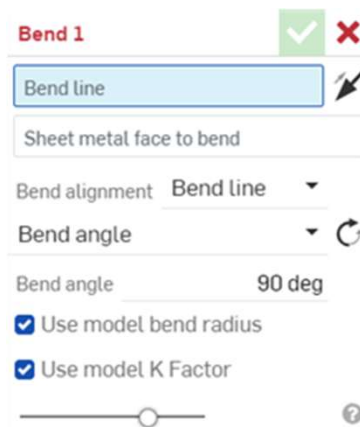 Bend 1
Bend line
Sheet metal face to bend
Bend alignment Bend line
Bend angle
Bend angle 90 deg
Use model bend radius
Use model K Factor
?